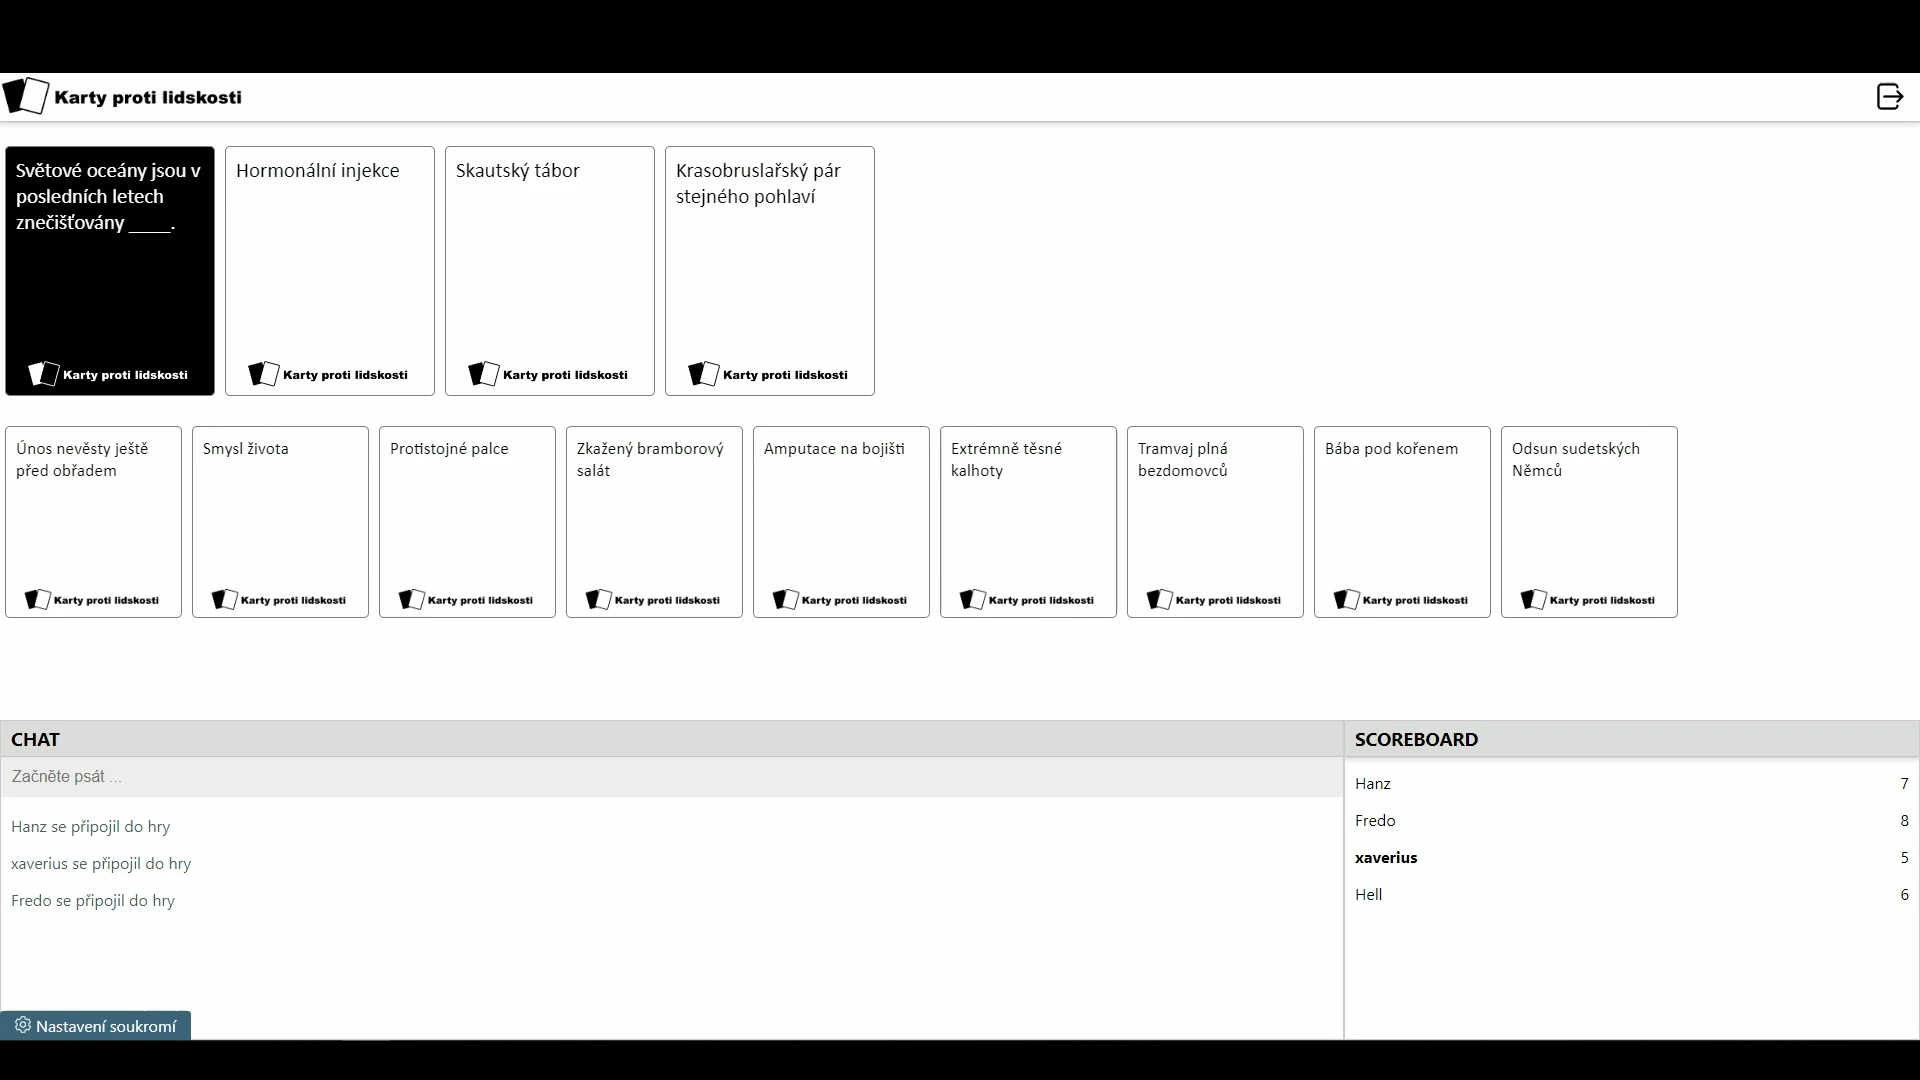 Karty proti lidskosti
Světové oceány jsou v
posledních letech
znečišťovány ____.
Karty proti lidskosti
Hormonální injekce
Karty proti lidskosti
Skautský tábor
Karty proti lidskosti
Krasobruslařský pár
stejného pohlaví
Karty proti lidskosti
Únos nevěsty ještě
před obřadem
Karty proti lidskosti
Smysl života
Karty proti lidskosti
Protistojné palce
Karty proti lidskosti
Zkažený bramborový
salát
Karty proti lidskosti
Amputace na bojišti
Karty proti lidskosti
Extrémně těsné
kalhoty
Karty proti lidskosti
Tramvaj plná
bezdomovců
Karty proti lidskosti
Bába pod kořenem
Karty proti lidskosti
Odsun sudetských
Němců
Karty proti lidskosti
CHAT
Začněte psát ...
Hanz se připojil do hry
xaverius se připojil do hry
Fredo se připojil do hry
Nastavení soukromí
SCOREBOARD
Hanz 7
Fredo 8
xaverius 5
Hell 6